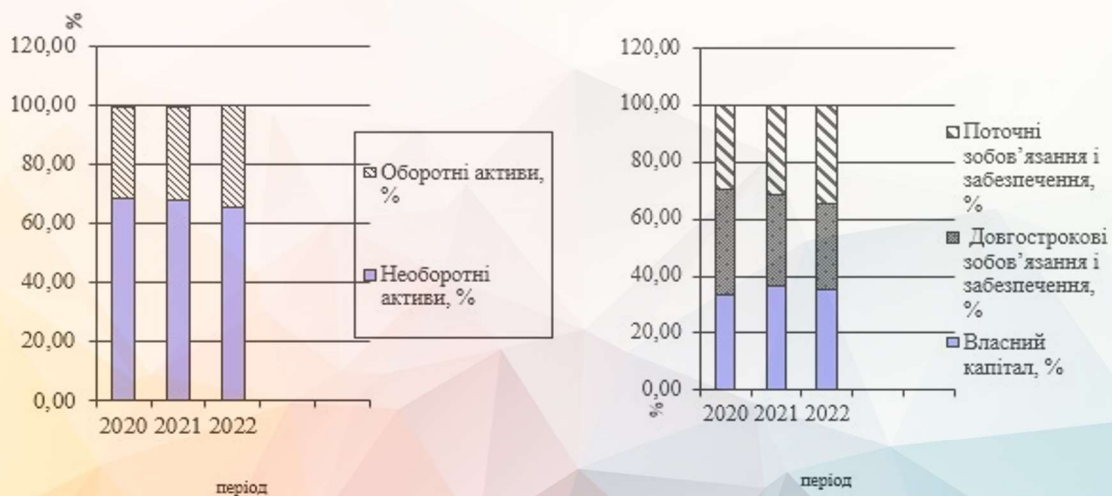 %
120,00
100,00
80,00
60,00
40,00
20,00
0,00
2020 2021 2022
період
Оборотні активи,
%
Необоротні
активи, %
120,00
100,00
80,00
60,00
40,00
20,00
0,00
%
2020 2021 2022
період
Поточні
зобов’язання і
забезпечення,
%
Довгострокові
зобов’язання і
забезпечення,
%
Власний
капітал, %